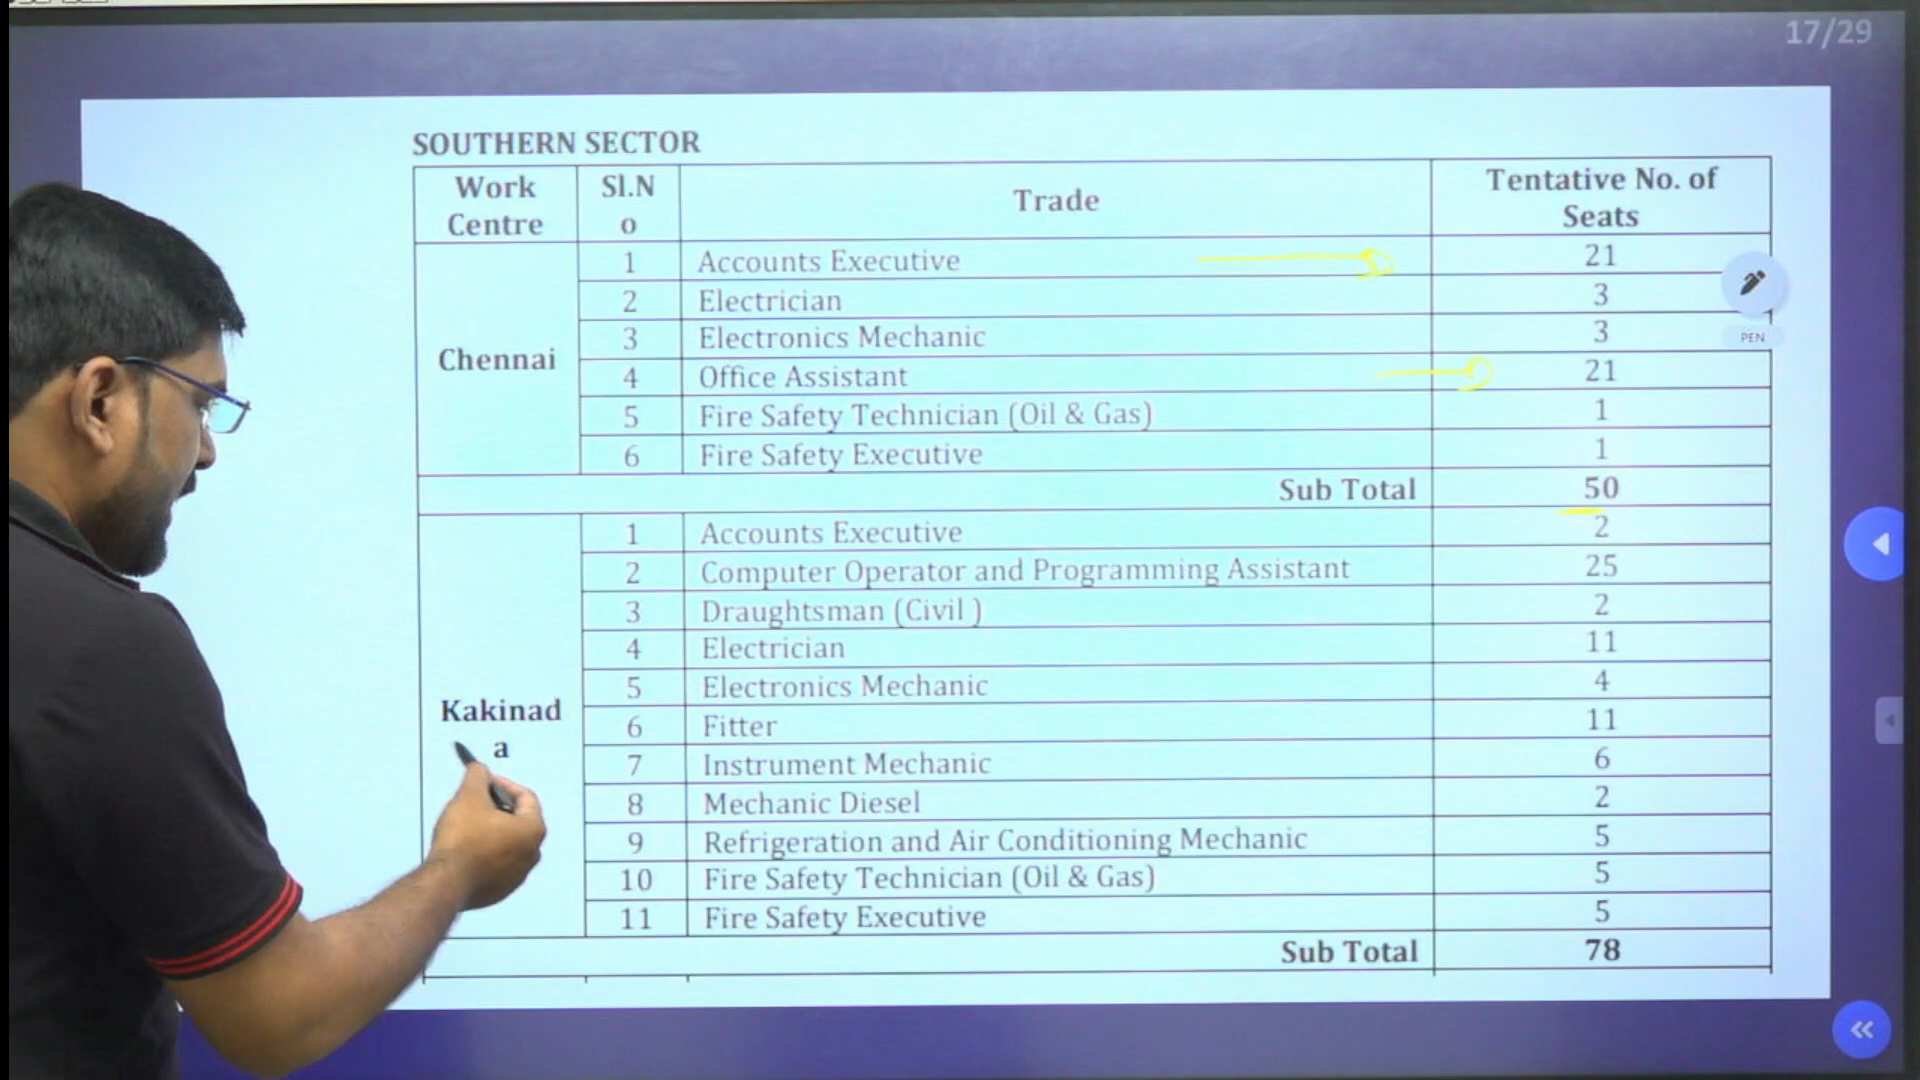 17/29
SOUTHERN SECTOR
Work Centre Sl.No Trade Tentative No. of Seats
Chennai
1 Accounts Executive 21
2 Electrician 3
3 Electronics Mechanic 3
4 Office Assistant 21
5 Fire Safety Technician (Oil & Gas) 1
6 Fire Safety Executive 1
Sub Total 50
Kakinada
1 Accounts Executive 2
2 Computer Operator and Programming Assistant 25
3 Draughtsman (Civil ) 2
4 Electrician 11
5 Electronics Mechanic 4
6 Fitter 11
7 Instrument Mechanic 6
8 Mechanic Diesel 2
9 Refrigeration and Air Conditioning Mechanic 5
10 Fire Safety Technician (Oil & Gas) 5
11 Fire Safety Executive 5
Sub Total 78
PEN